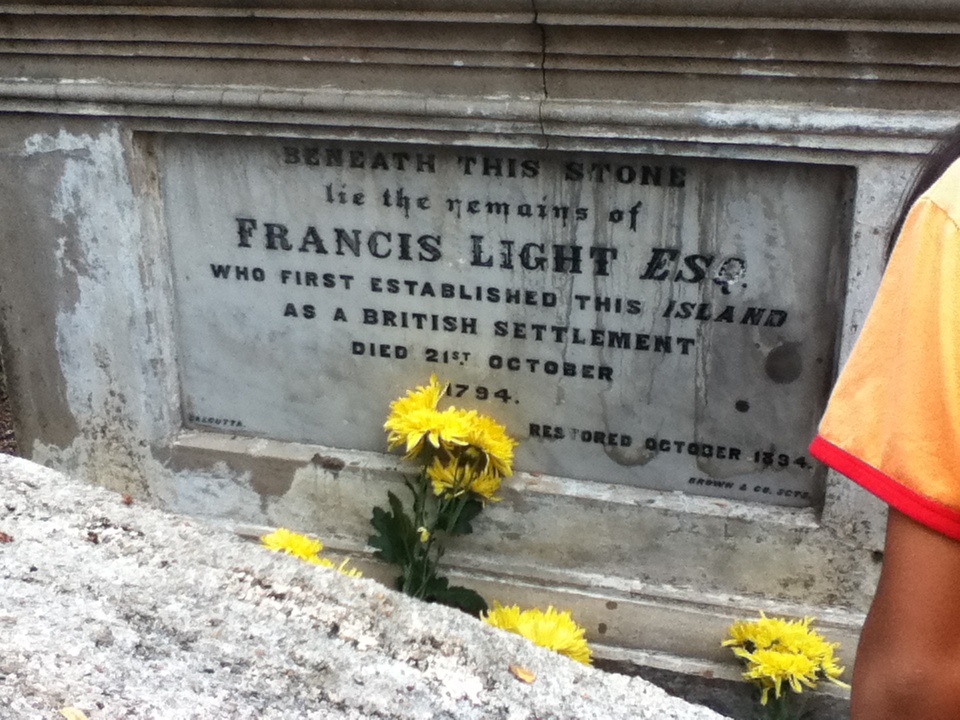 BENEATH THIS STONE
lie the remains of
FRANCIS LIGHT ESQ.
WHO FIRST ESTABLISHED THIS ISLAND
AS A BRITISH SETTLEMENT
DIED 21ST OCTOBER
1794.
RESTORED OCTOBER 1894.
CALCUTTA.
BROWN & CO. SCTS.